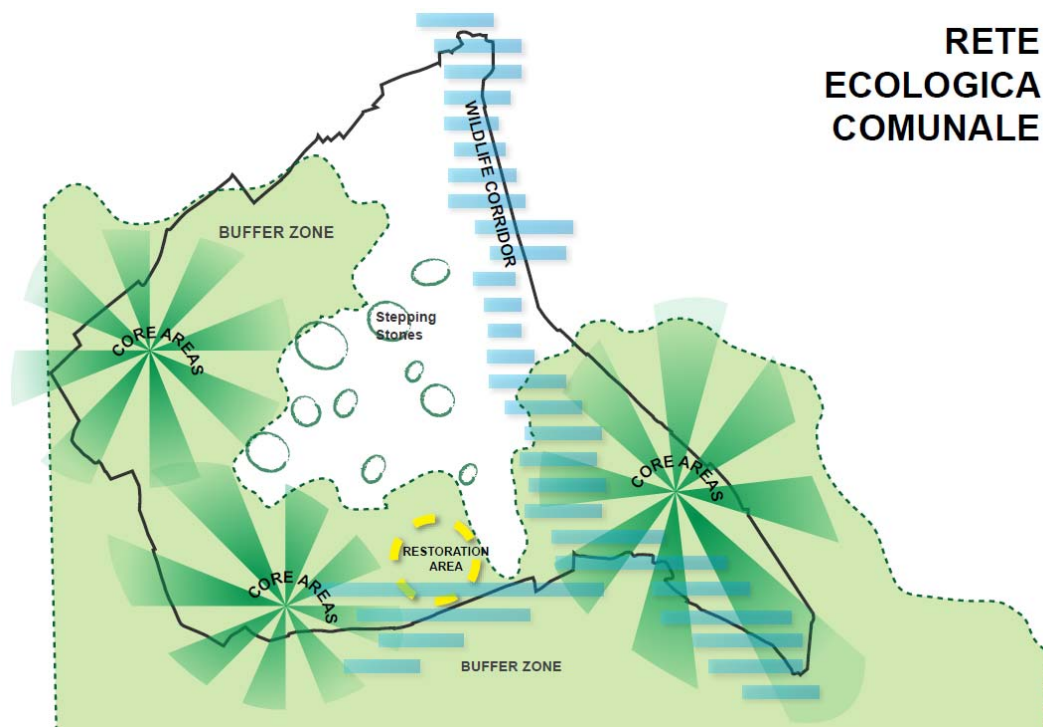 RETE
ECOLOGICA
COMUNALE
WILDLIFE CORRIDOR
BUFFER ZONE
Stepping
Stones
CORE AREAS
CORE AREAS
RESTORATION
AREA
CORE AREAS
BUFFER ZONE